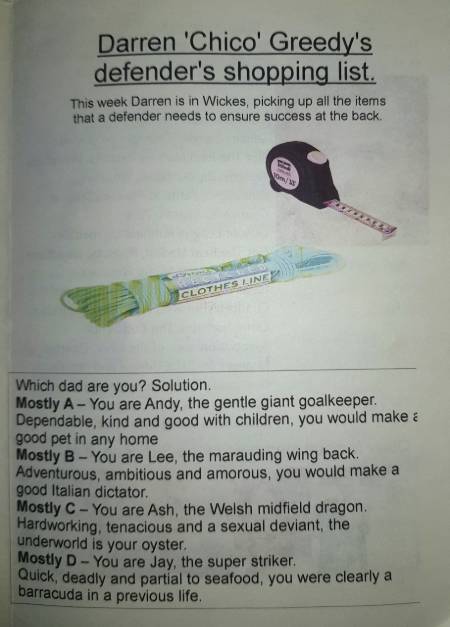 Darren 'Chico' Greedy's
defender's shopping list.
This week Darren is in Wickes, picking up all the items
that a defender needs to ensure success at the back.
10m/33'
CLOTHES LINE
Which dad are you? Solution.
Mostly A – You are Andy, the gentle giant goalkeeper.
Dependable, kind and good with children, you would make a
good pet in any home
Mostly B – You are Lee, the marauding wing back.
Adventurous, ambitious and amorous, you would make a
good Italian dictator.
Mostly C – You are Ash, the Welsh midfield dragon.
Hardworking, tenacious and a sexual deviant, the
underworld is your oyster.
Mostly D – You are Jay, the super striker.
Quick, deadly and partial to seafood, you were clearly a
barracuda in a previous life.